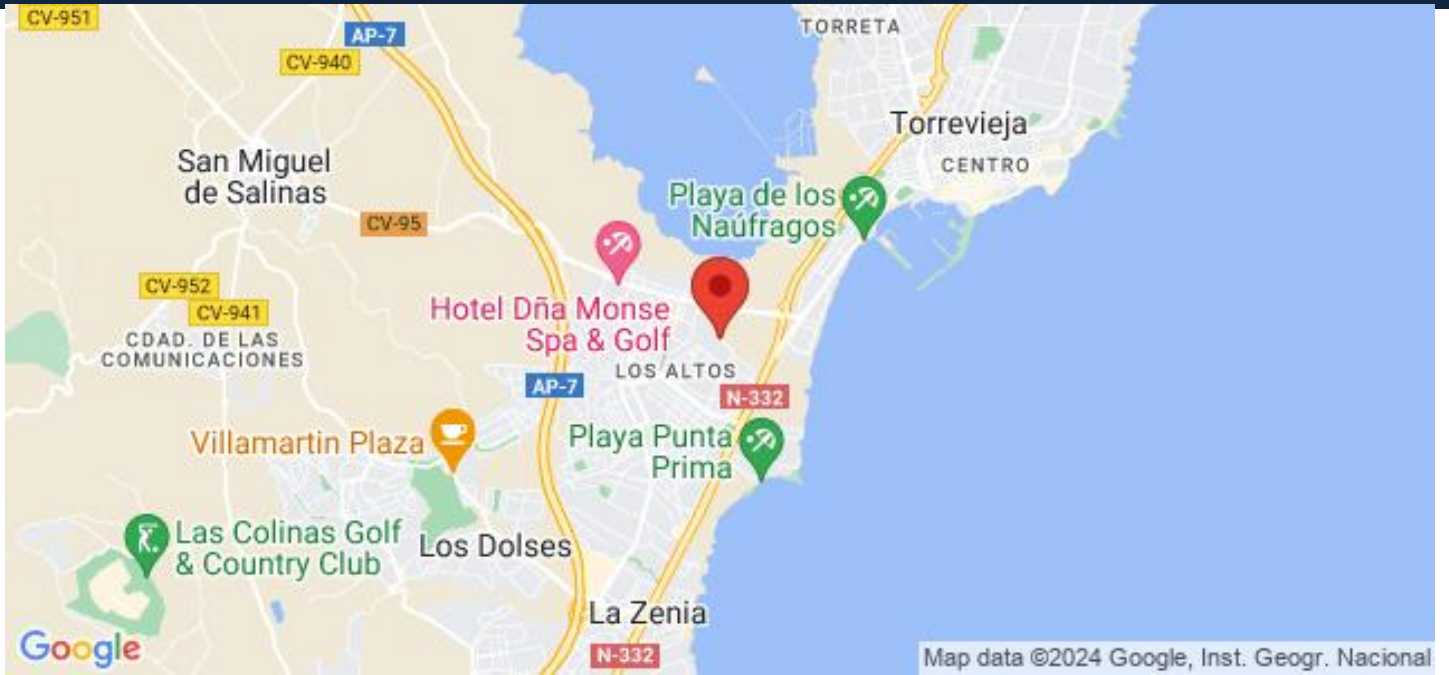 CV-951
TORRETA
AP-7
CV-940
Torrevieja
CENTRO
San Miguel
de Salinas
Playa de los
Naúfragos
CV-95
CV-952
CV-941
Hotel Dña Monse
Spa & Golf
CDAD. DE LAS
COMUNICACIONES
LOS ALTOS
AP-7
N-332
Villamartin Plaza
Playa Punta
Prima
Las Colinas Golf
& Country Club
Los Dolses
La Zenia
Google
N-332
Map data ©2024 Google, Inst. Geogr. Nacional